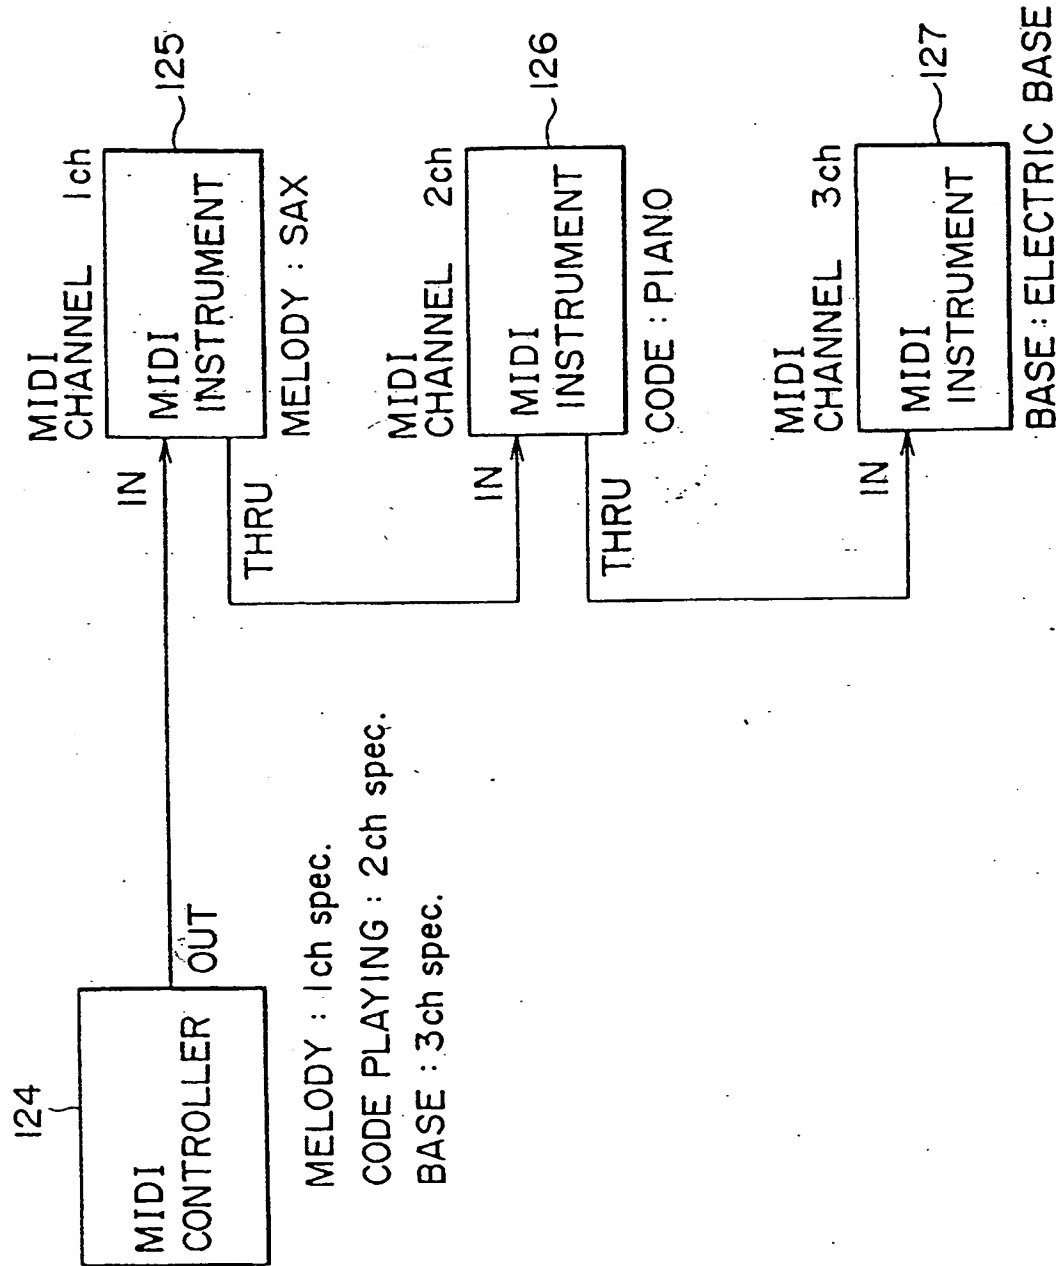 124
MIDI
CONTROLLER
OUT
MELODY : 1ch spec.
CODE PLAYING : 2ch spec.
BASE : 3ch spec.
MIDI
CHANNEL 1ch
IN
MIDI
INSTRUMENT
125
THRU
MELODY : SAX
MIDI
CHANNEL 2ch
IN
MIDI
INSTRUMENT
126
THRU
CODE : PIANO
MIDI
CHANNEL 3ch
IN
MIDI
INSTRUMENT
127
BASE : ELECTRIC BASE